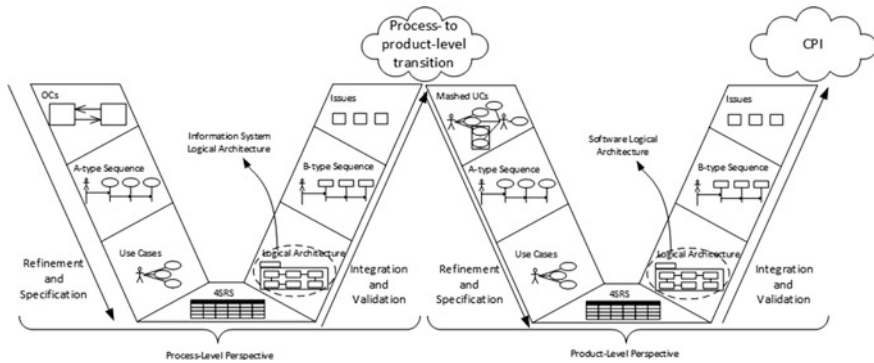 Process- to
product-level
transition
CPI
OCs
Issues
Mashed UCs
Issues
Information System
Logical Architecture
Software Logical
Architecture
A-type Sequence
B-type Sequence
A-type Sequence
B-type Sequence
Use Cases
Logical Architecture
Use Cases
Logical Architecture
Refinement
and
Specification
Integration
and
Validation
Refinement
and
Specification
Integration
and
Validation
4SRS
4SRS
Process-Level Perspective
Product-Level Perspective